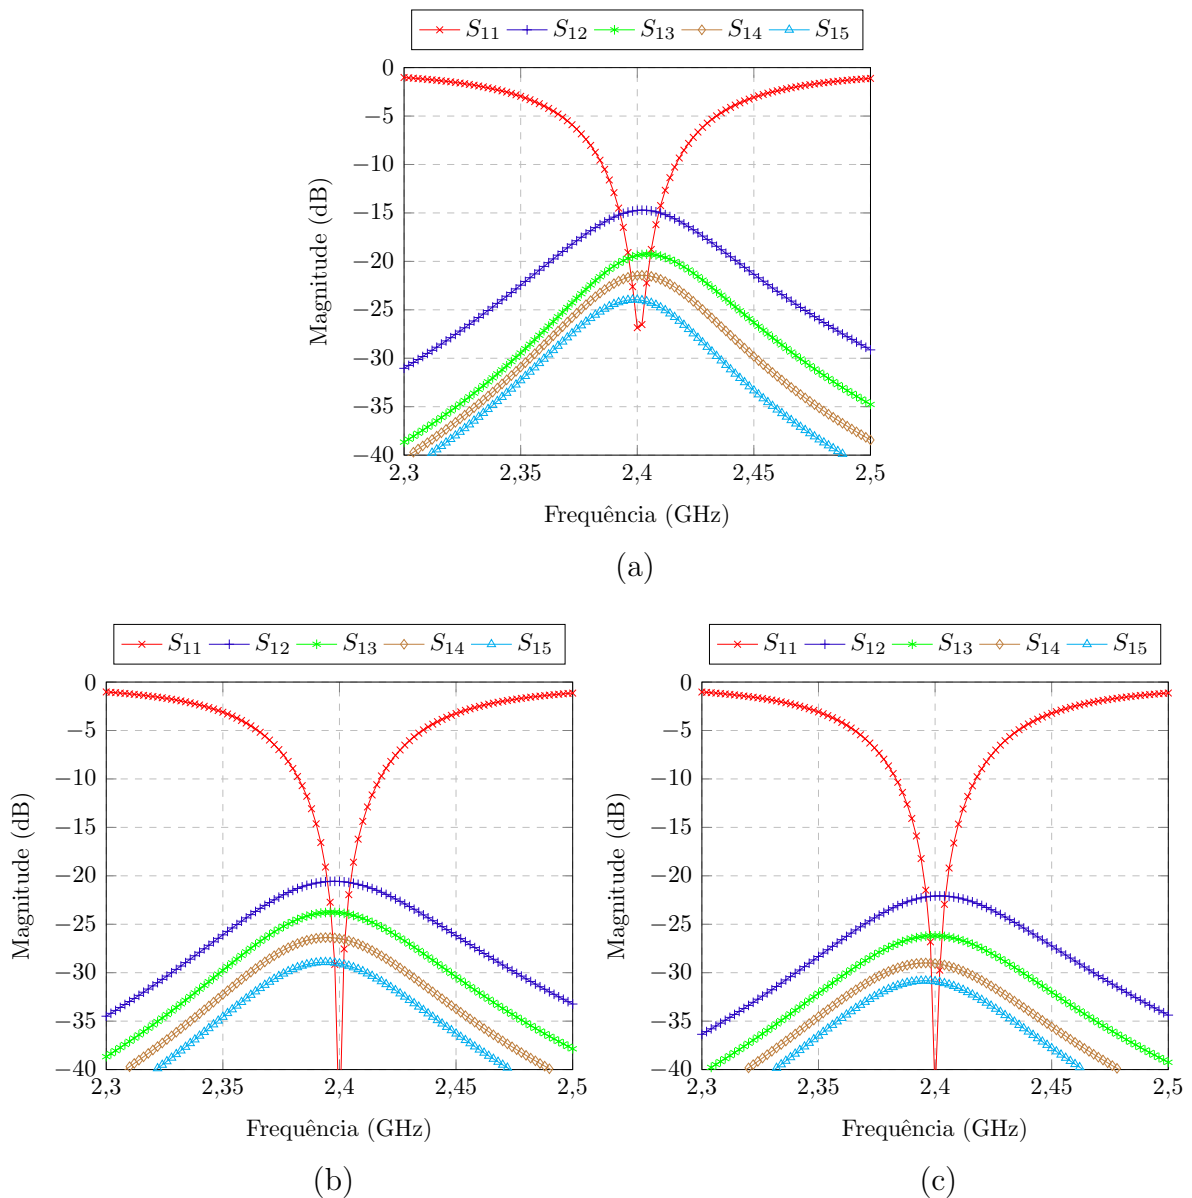 S11 S12 S13 S14 S15
0
−5
−10
−15
−20
−25
−30
−35
−40
Magnitude (dB)
2,3 2,35 2,4 2,45 2,5
Frequência (GHz)
(a)
S11 S12 S13 S14 S15
0
−5
−10
−15
−20
−25
−30
−35
−40
Magnitude (dB)
2,3 2,35 2,4 2,45 2,5
Frequência (GHz)
(b)
S11 S12 S13 S14 S15
0
−5
−10
−15
−20
−25
−30
−35
−40
Magnitude (dB)
2,3 2,35 2,4 2,45 2,5
Frequência (GHz)
(c)